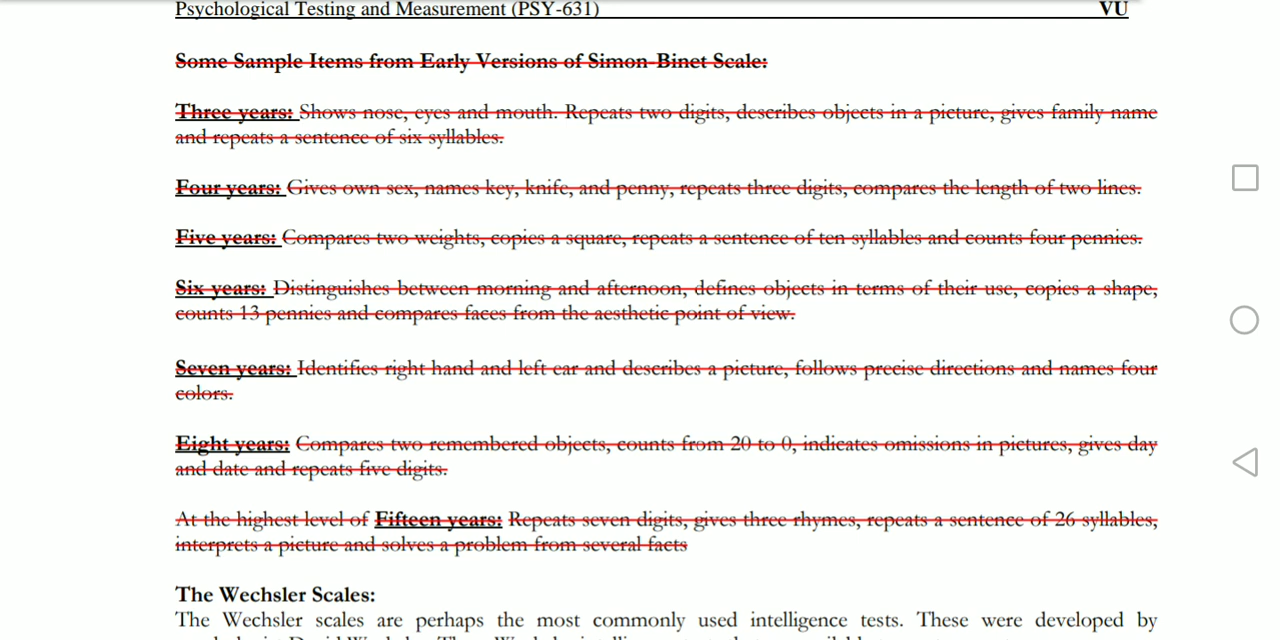 Psychological Testing and Measurement (PSY-631) VU
Some Sample Items from Early Versions of Simon-Binet Scale:
Three years: Shows nose, eyes and mouth. Repeats two digits, describes objects in a picture, gives family name
and repeats a sentence of six syllables.
Four years: Gives own sex, names key, knife, and penny, repeats three digits, compares the length of two lines.
Five years: Compares two weights, copies a square, repeats a sentence of ten syllables and counts four pennies.
Six years: Distinguishes between morning and afternoon, defines objects in terms of their use, copies a shape,
counts 13 pennies and compares faces from the aesthetic point of view.
Seven years: Identifies right hand and left ear and describes a picture, follows precise directions and names four
colors.
Eight years: Compares two remembered objects, counts from 20 to 0, indicates omissions in pictures, gives day
and date and repeats five digits.
At the highest level of Fifteen years: Repeats seven digits, gives three rhymes, repeats a sentence of 26 syllables,
interprets a picture and solves a problem from several facts
The Wechsler Scales:
The Wechsler scales are perhaps the most commonly used intelligence tests. These were developed by